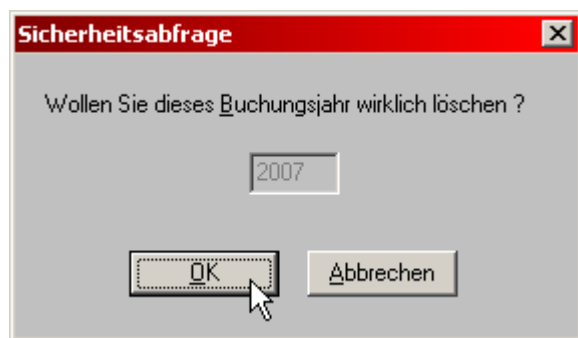 Sicherheitsabfrage
Wollen Sie dieses Buchungsjahr wirklich löschen ?
2007
OK
Abbrechen